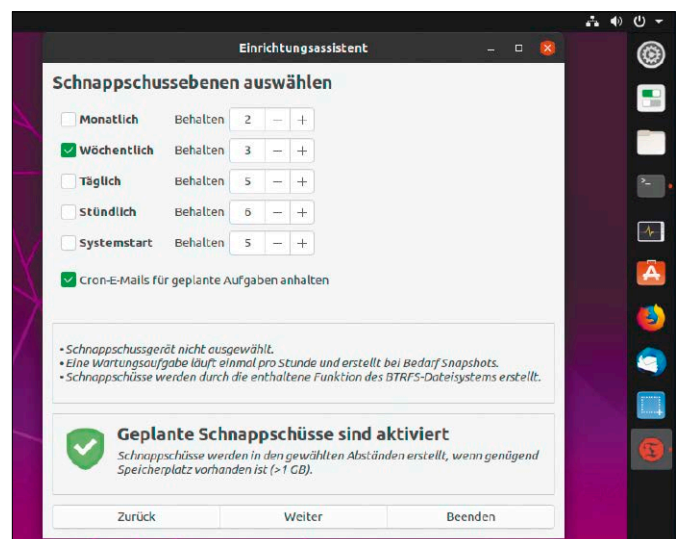 Einrichtungsassistent
Schnappschussebenen auswählen
Monatlich Behalten 2 — +
Wöchentlich Behalten 3 — +
Täglich Behalten 5 — +
Stündlich Behalten 6 — +
Systemstart Behalten 5 — +
Cron-E-Mails für geplante Aufgaben anhalten
• Schnappschussgerät nicht ausgewählt.
• Eine Wartungsaufgabe läuft einmal pro Stunde und erstellt bei Bedarf Snapshots.
• Schnappschüsse werden durch die enthaltene Funktion des BTRFS-Dateisystems erstellt.
Geplante Schnappschüsse sind aktiviert
Schnappschüsse werden in den gewählten Abständen erstellt, wenn genügend
Speicherplatz vorhanden ist (>1 GB).
Zurück Weiter Beenden